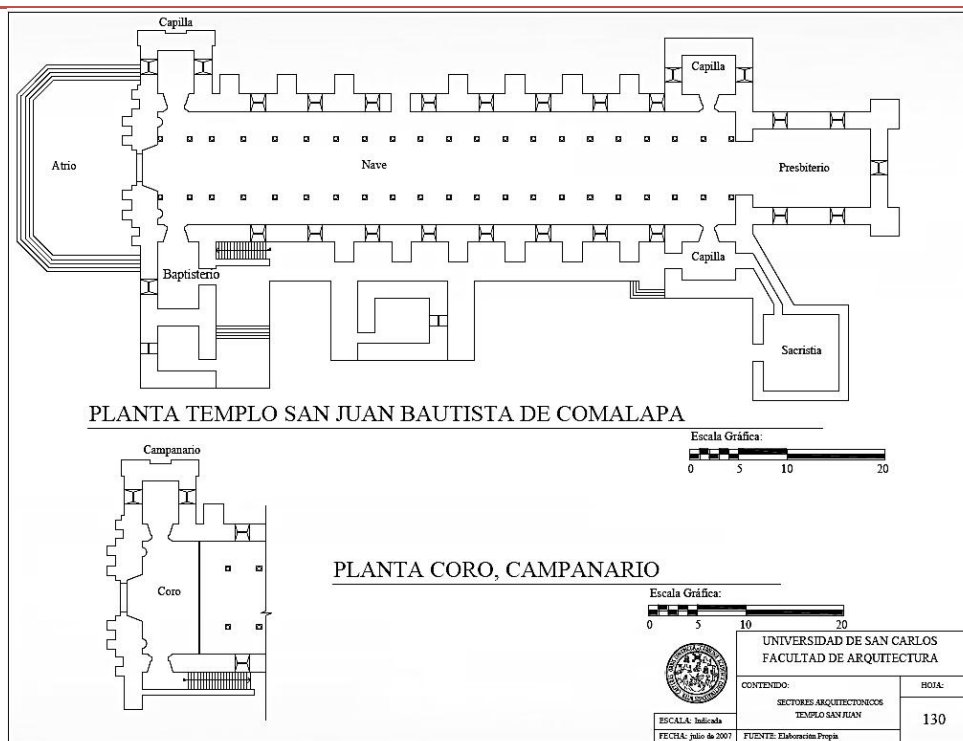 Capilla
Capilla
Atrio
Nave
Presbiterio
Capilla
Baptisterio
Sacristia
PLANTA TEMPLO SAN JUAN BAUTISTA DE COMALAPA
Escala Gráfica:
0 5 10 20
Campanario
Coro
PLANTA CORO, CAMPANARIO
Escala Gráfica:
0 5 10 20
UNIVERSIDAD DE SAN CARLOS
FACULTAD DE ARQUITECTURA
CONTENIDO:
SECTORES ARQUITECTONICOS
TEMPLO SAN JUAN
HOJA:
130
ESCALA: Indicada
FECHA: julio de 2007
FUENTE: Elaboración Propia